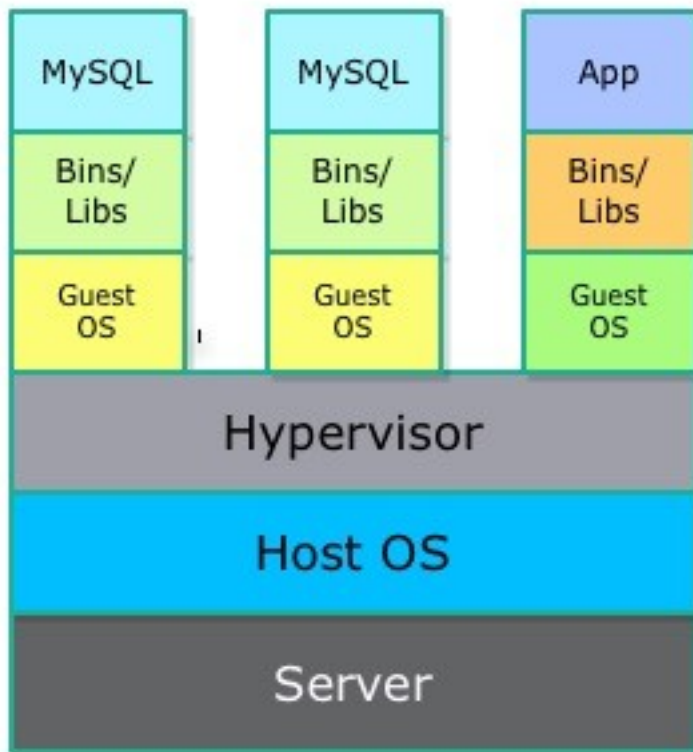 MySQL
MySQL
App
Bins/
Libs
Bins/
Libs
Bins/
Libs
Guest
OS
Guest
OS
Guest
OS
Hypervisor
Host OS
Server